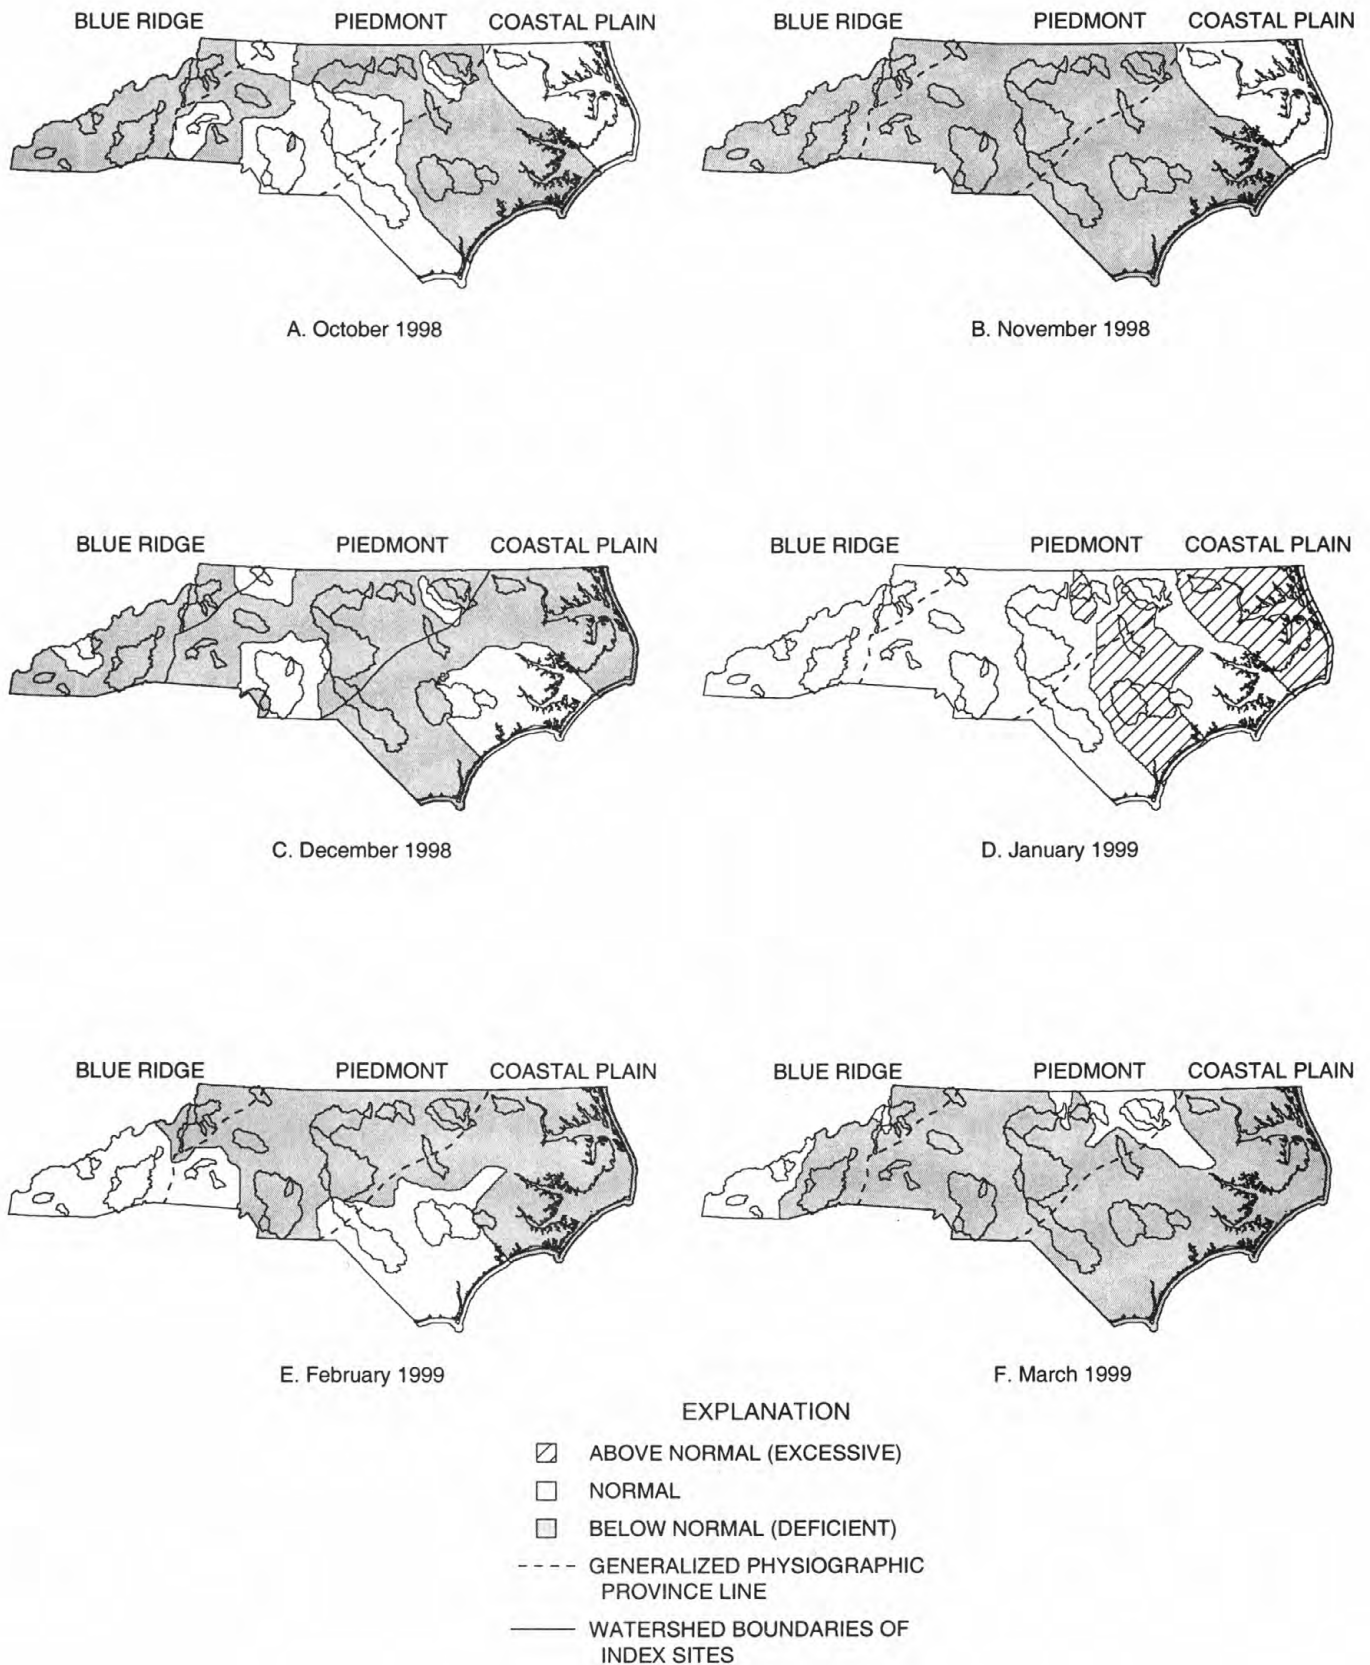 BLUE RIDGE PIEDMONT COASTAL PLAIN
BLUE RIDGE PIEDMONT COASTAL PLAIN
A. October 1998
B. November 1998
BLUE RIDGE PIEDMONT COASTAL PLAIN
BLUE RIDGE PIEDMONT COASTAL PLAIN
C. December 1998
D. January 1999
BLUE RIDGE PIEDMONT COASTAL PLAIN
BLUE RIDGE PIEDMONT COASTAL PLAIN
E. February 1999
F. March 1999
EXPLANATION
ABOVE NORMAL (EXCESSIVE)
NORMAL
BELOW NORMAL (DEFICIENT)
GENERALIZED PHYSIOGRAPHIC
PROVINCE LINE
WATERSHED BOUNDARIES OF
INDEX SITES